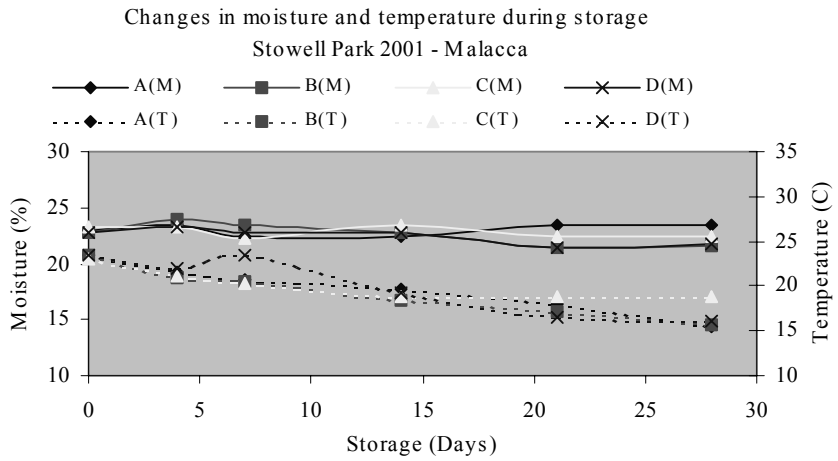 Changes in moisture and temperature during storage
Stowell Park 2001 - Malacca
A(M) B(M) C(M) D(M)
A(T) B(T) C(T) D(T)
30
25
20
15
10
Moisture (%)
35
30
25
20
15
10
Temperature (C)
0 5 10 15 20 25 30
Storage (Days)